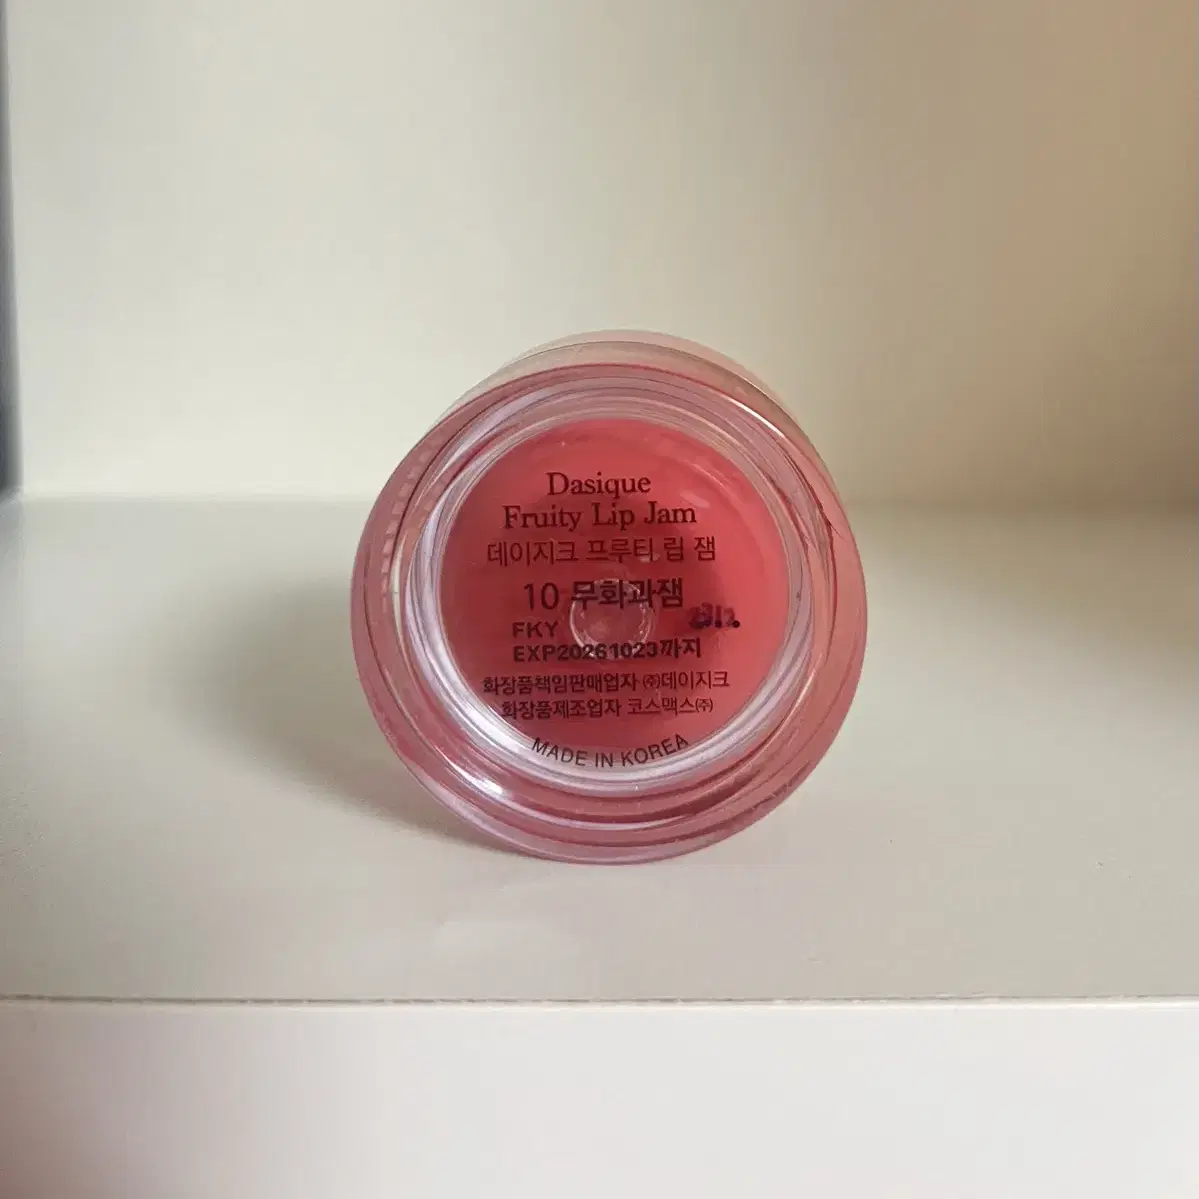 Dasique
Fruity Lip Jam
데이지크 프루티 립 잼
10 무화과잼
FKY
2312
EXP20261023까지
화장품책임판매업자 ㈜데이지크
화장품제조업자 코스맥스㈜
MADE IN KOREA